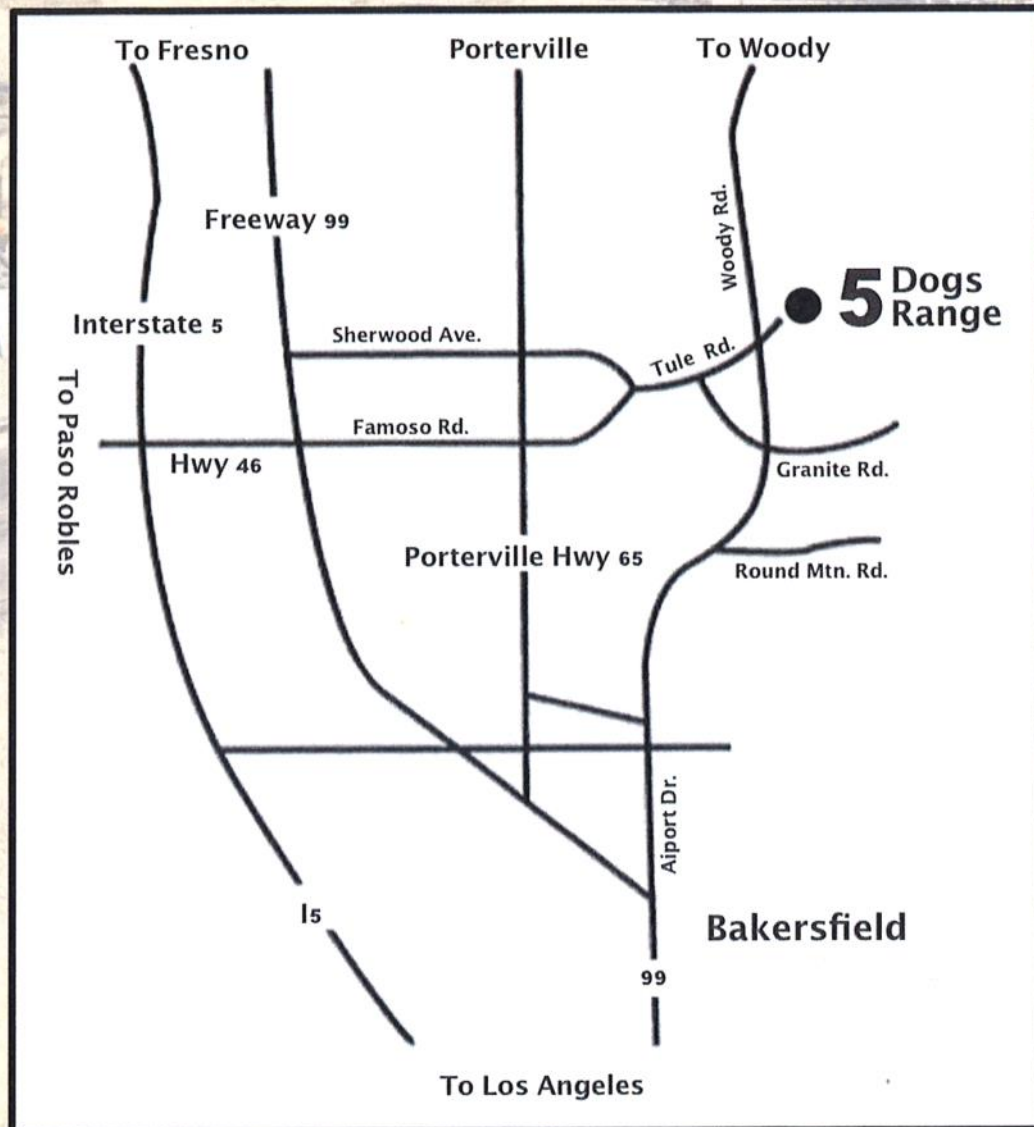 To Fresno
Porterville
To Woody
Freeway 99
Woody Rd.
5 Dogs
Range
Interstate 5
Sherwood Ave.
Tule Rd.
To Paso Robles
Famoso Rd.
Hwy 46
Granite Rd.
Porterville Hwy 65
Round Mtn. Rd.
Aiport Dr.
I5
Bakersfield
99
To Los Angeles